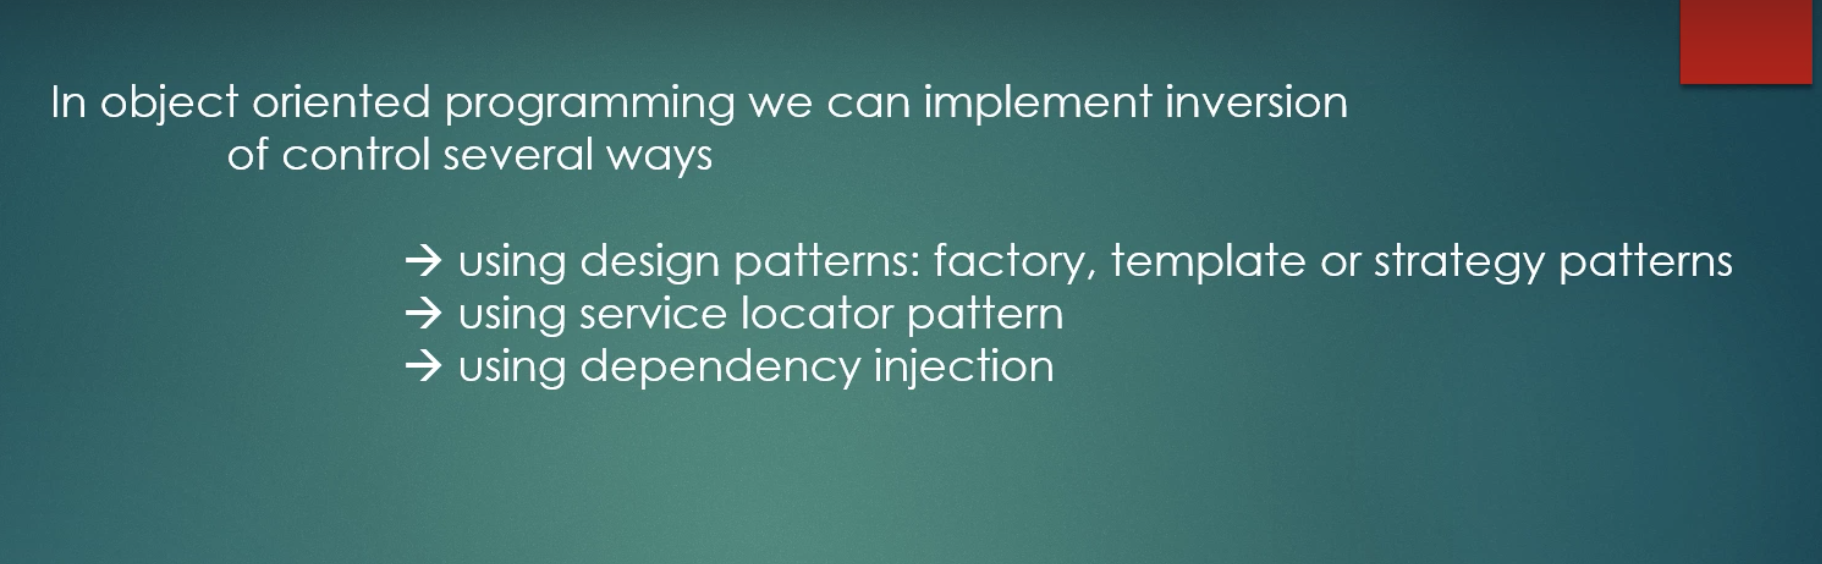 In object oriented programming we can implement inversion
of control several ways
→ using design patterns: factory, template or strategy patterns
→ using service locator pattern
→ using dependency injection